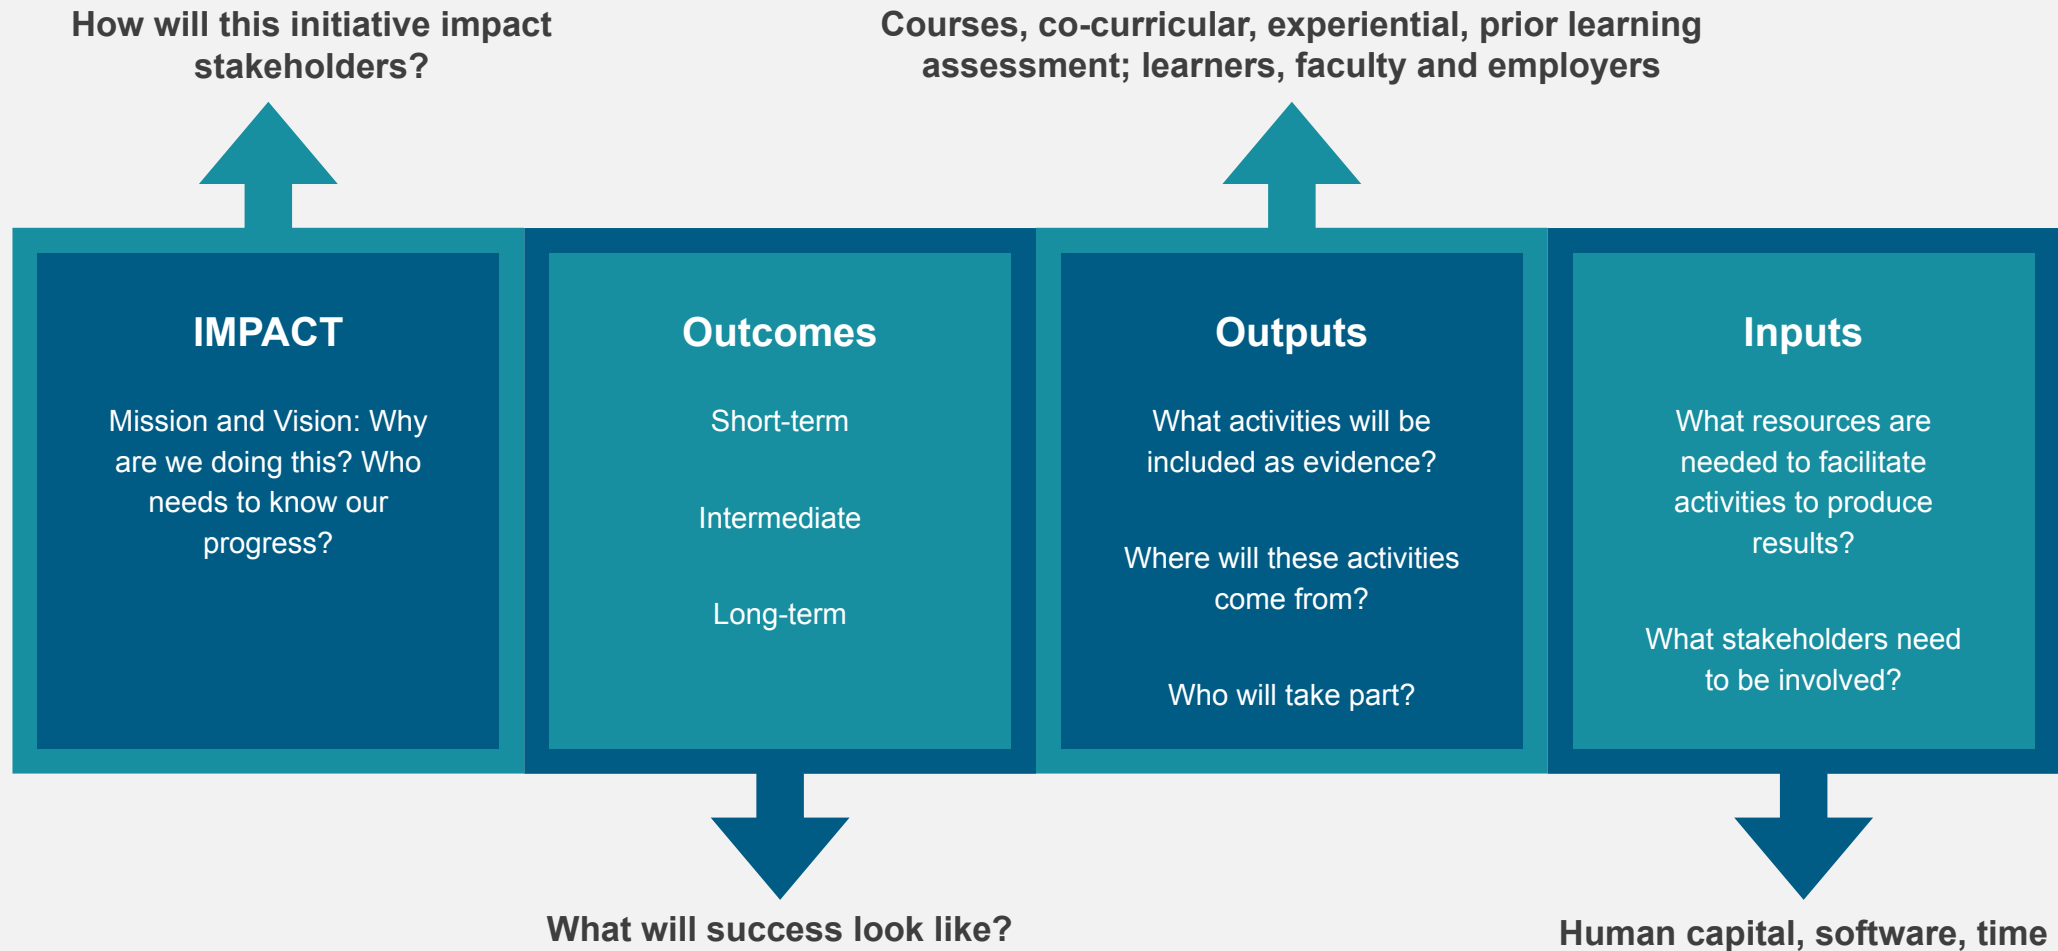 How will this initiative impact
stakeholders?
Courses, co-curricular, experiential, prior learning
assessment; learners, faculty and employers
IMPACT
Mission and Vision: Why
are we doing this? Who
needs to know our
progress?
Outcomes
Short-term
Intermediate
Long-term
Outputs
What activities will be
included as evidence?
Where will these activities
come from?
Who will take part?
Inputs
What resources are
needed to facilitate
activities to produce
results?
What stakeholders need
to be involved?
What will success look like?
Human capital, software, time